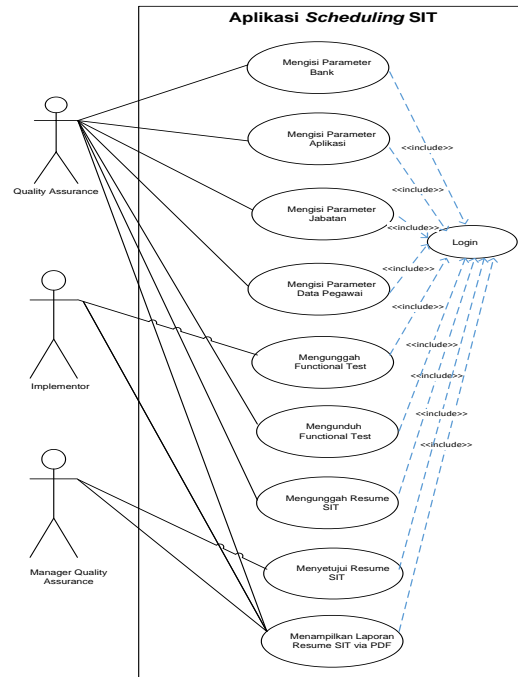 Aplikasi Scheduling SIT
Mengisi Parameter
Bank
Mengisi Parameter
Aplikasi
Mengisi Parameter
Jabatan
Mengisi Parameter
Data Pegawai
Mengunggah
Functional Test
Mengunduh
Functional Test
Mengunggah Resume
SIT
Menyetujui Resume
SIT
Menampilkan Laporan
Resume SIT via PDF
Quality Assurance
Implementor
Manager Quality
Assurance
Login
<<include>>
<<include>>
<<include>>
<<include>>
<<include>>
<<include>>
<<include>>
<<include>>
<<include>>